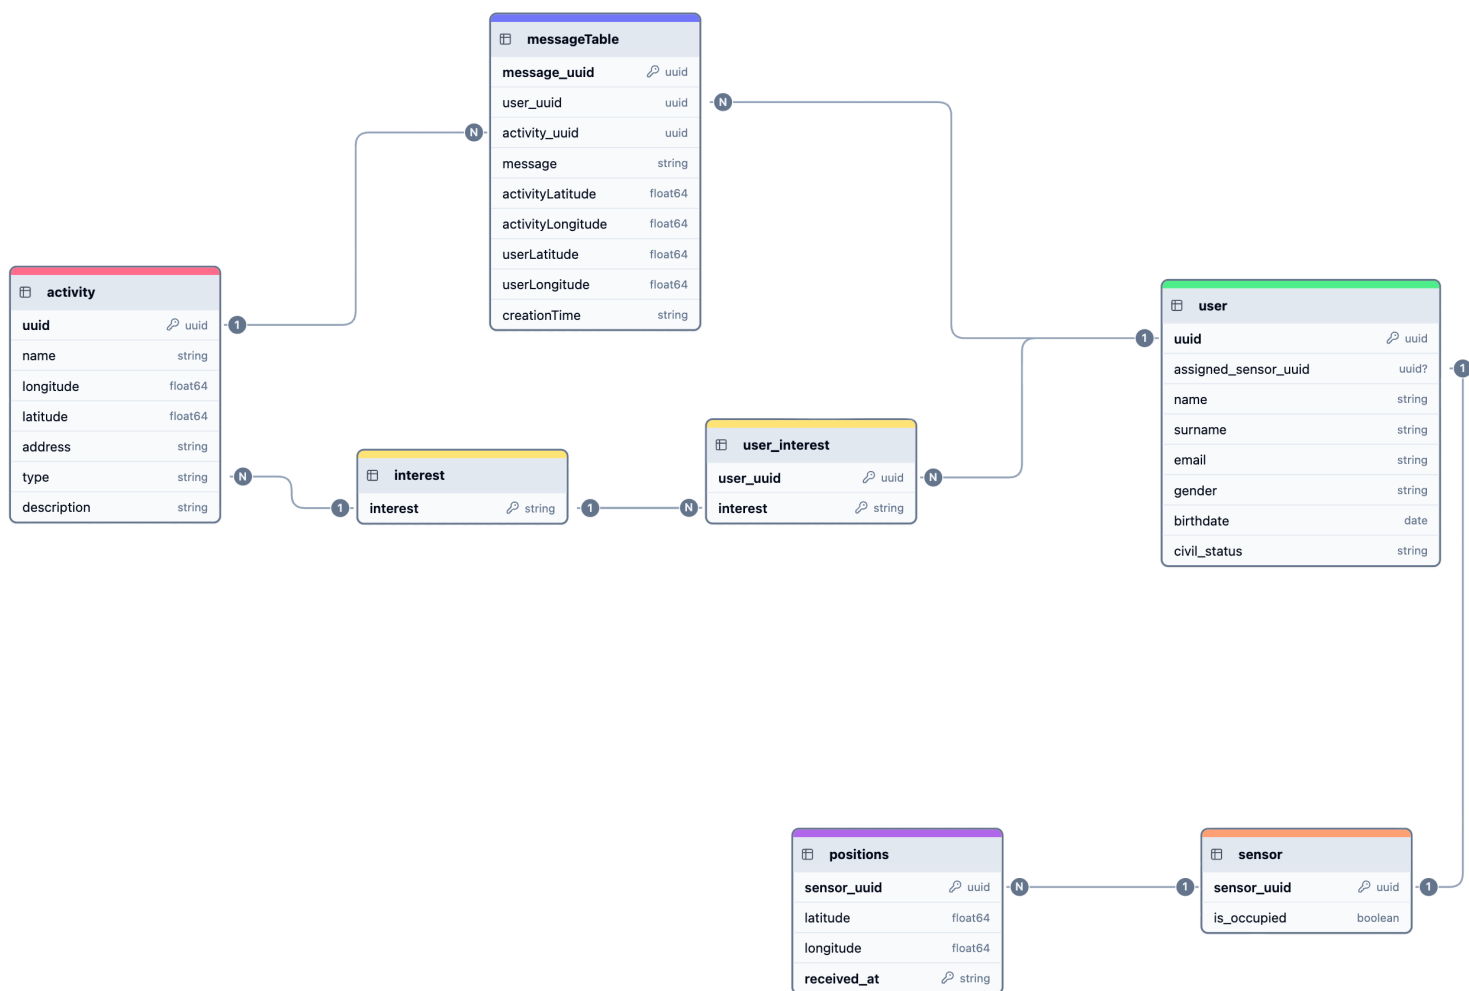 messageTable
message_uuid uuid
user_uuid uuid
activity_uuid uuid
message string
activityLatitude float64
activityLongitude float64
userLatitude float64
userLongitude float64
creationTime string
N
N
activity
uuid uuid
name string
longitude float64
latitude float64
address string
type string
description string
1
N
interest
interest string
1
1
user_interest
user_uuid uuid
interest string
N
N
user
uuid uuid
assigned_sensor_uuid uuid?
name string
surname string
email string
gender string
birthdate date
civil_status string
1
1
positions
sensor_uuid uuid
latitude float64
longitude float64
received_at string
N
1
sensor
sensor_uuid uuid
is_occupied boolean
1